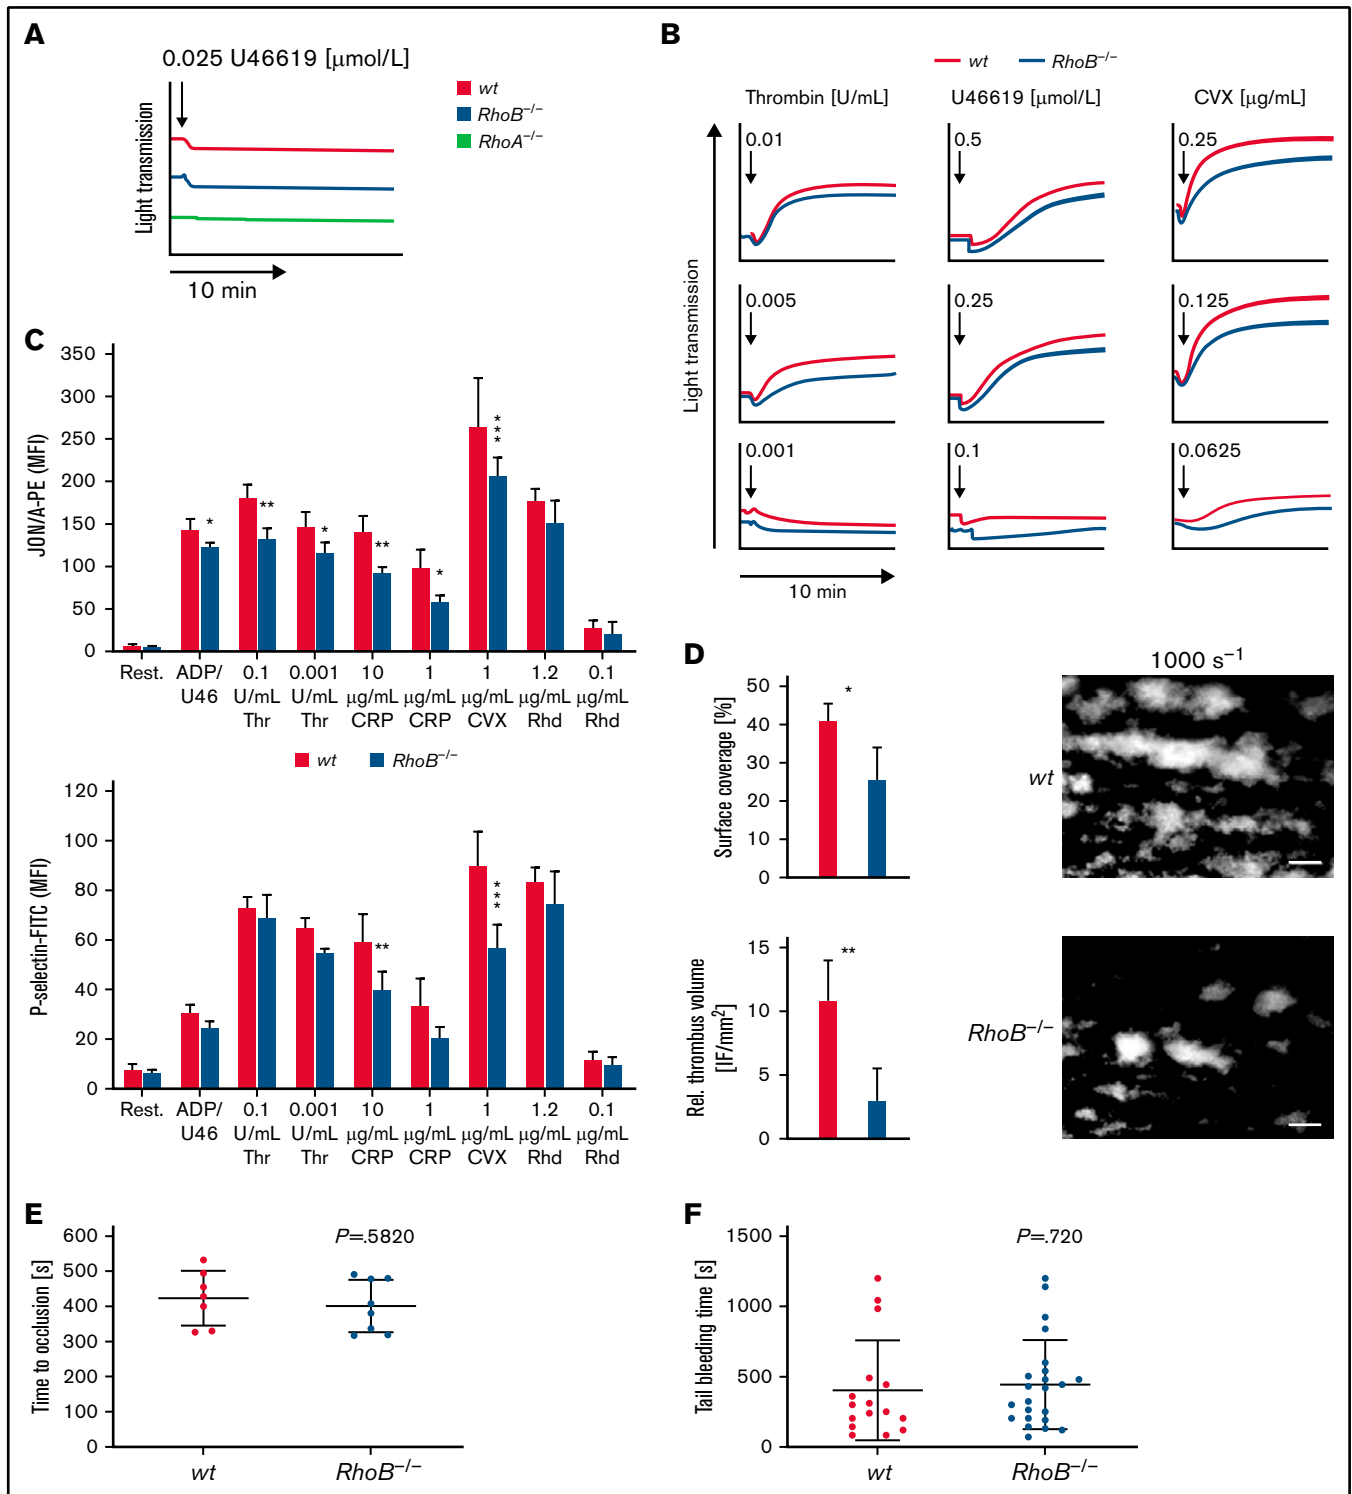 A
0.025 U46619 [μmol/L]
wt
RhoB–/–
RhoA–/–
Light transmission
10 min
B
wt RhoB–/–
Thrombin [U/mL] U46619 [μmol/L] CVX [μg/mL]
0.01 0.5 0.25
0.005 0.25 0.125
0.001 0.1 0.0625
Light transmission
10 min
C
350
300
250
200
150
100
50
0
JON/A-PE (MFI)
* ** * ** * ***
Rest. ADP/ 0.1 0.001 10 1 1 1.2 0.1
U46 U/mL U/mL μg/mL μg/mL μg/mL μg/mL μg/mL
Thr Thr CRP CRP CVX Rhd Rhd
wt RhoB–/–
120
100
80
60
40
20
0
P-selectin-FITC (MFI)
** ***
Rest. ADP/ 0.1 0.001 10 1 1 1.2 0.1
U46 U/mL U/mL μg/mL μg/mL μg/mL μg/mL μg/mL
Thr Thr CRP CRP CVX Rhd Rhd
D
1000 s–1
50
40
30
20
10
0
Surface coverage [%]
*
wt
15
10
5
0
Rel. thrombus volume
[IF/mm2]
**
RhoB–/–
E
600
500
400
300
200
100
0
Time to occlusion [s]
P=.5820
wt RhoB–/–
F
1500
1000
500
0
Tail bleeding time [s]
P=.720
wt RhoB–/–